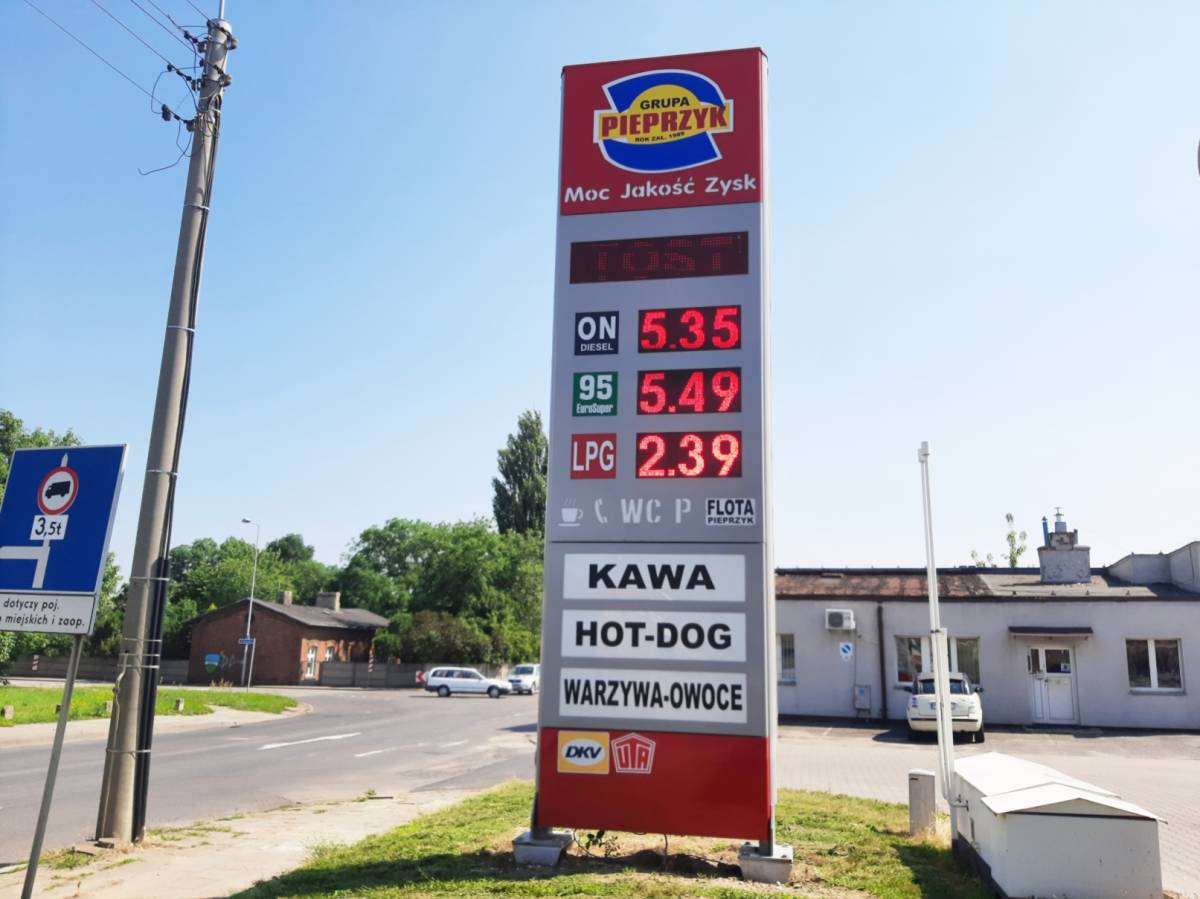 GRUPA
PIEPRZYK
ROK ZAŁ. 1989
Moc Jakość Zysk
TOST
ON
DIESEL
5.35
95
EuroSuper
5.49
LPG
2.39
WC P
FLOTA
PIEPRZYK
KAWA
HOT-DOG
WARZYWA-OWOCE
DKV
UTA
3,5t
dotyczy poj.
miejskich i zaop.